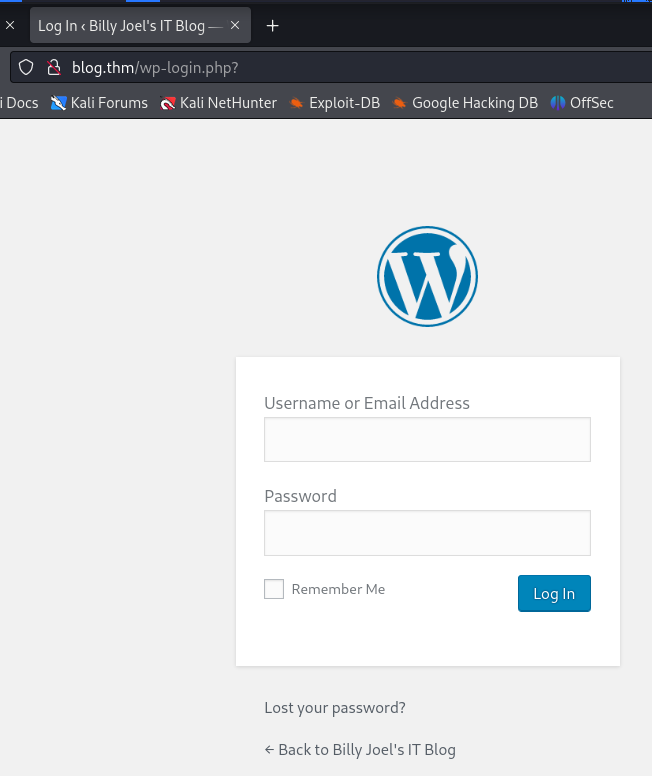 Log In ‹ Billy Joel's IT Blog —
blog.thm/wp-login.php?
i Docs Kali Forums Kali NetHunter Exploit-DB Google Hacking DB OffSec
Username or Email Address
Password
Remember Me Log In
Lost your password?
← Back to Billy Joel's IT Blog